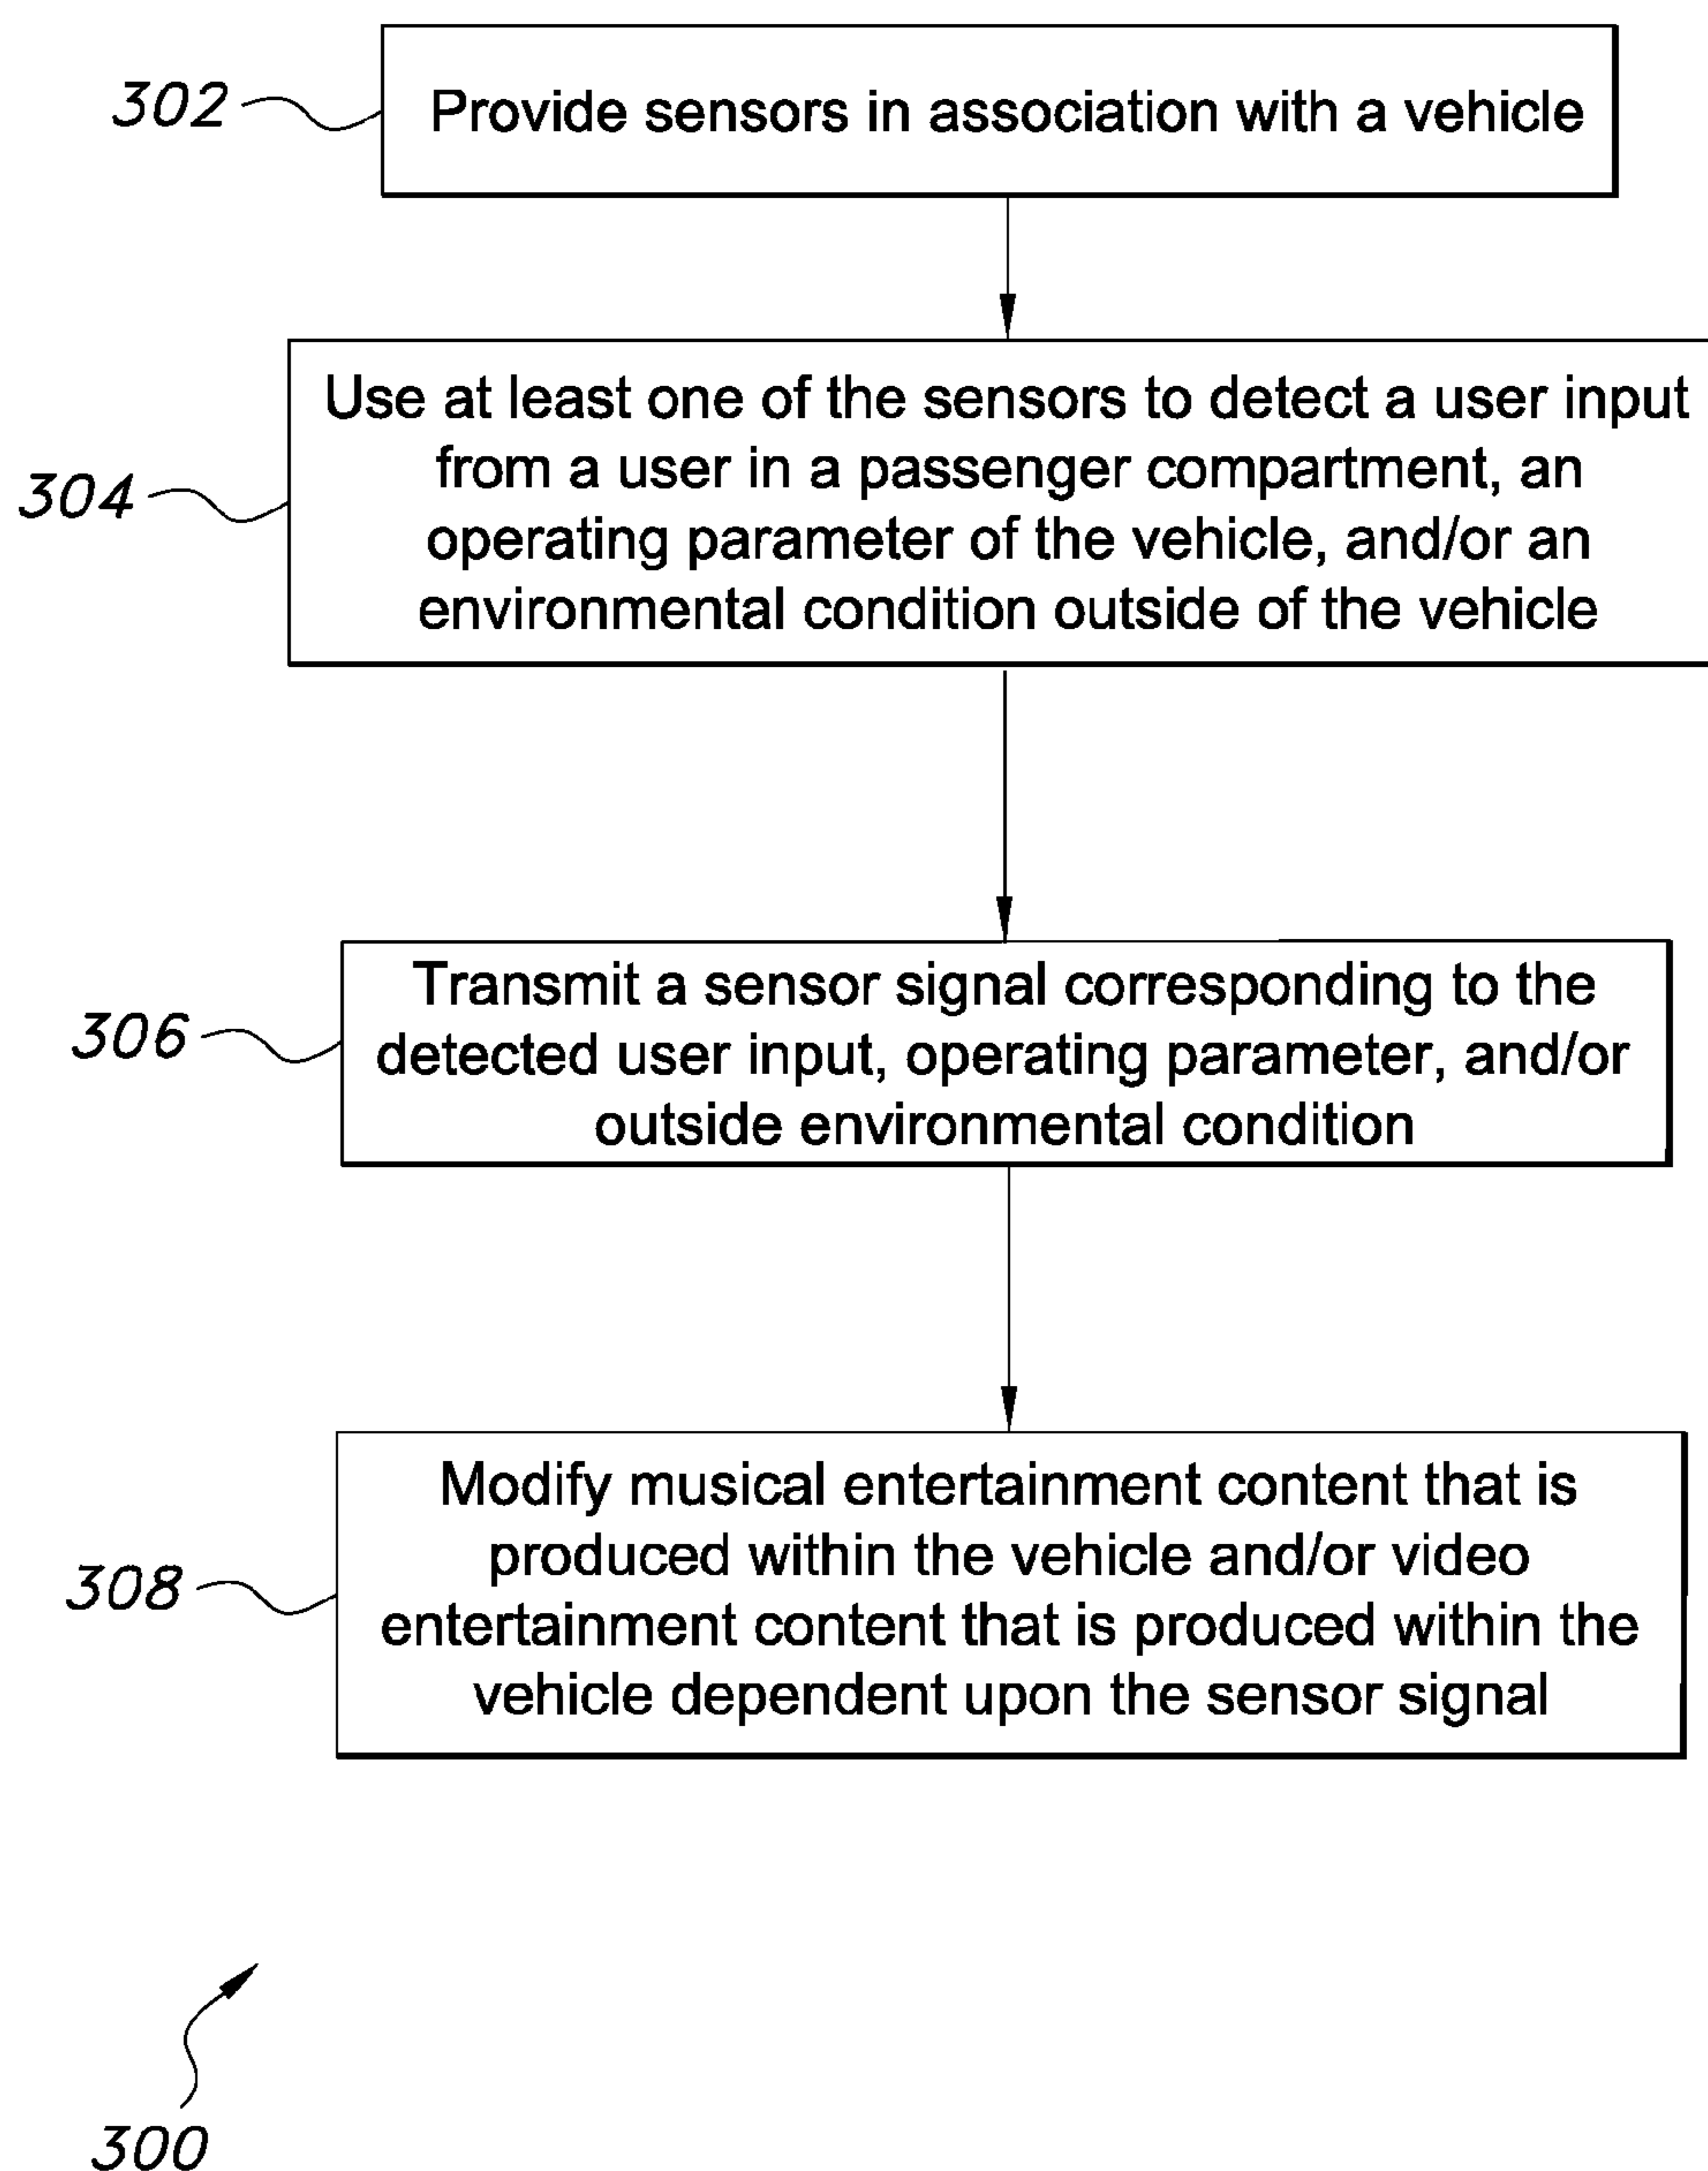 302
Provide sensors in association with a vehicle
304
Use at least one of the sensors to detect a user input
from a user in a passenger compartment, an
operating parameter of the vehicle, and/or an
environmental condition outside of the vehicle
306
Transmit a sensor signal corresponding to the
detected user input, operating parameter, and/or
outside environmental condition
308
Modify musical entertainment content that is
produced within the vehicle and/or video
entertainment content that is produced within the
vehicle dependent upon the sensor signal
300